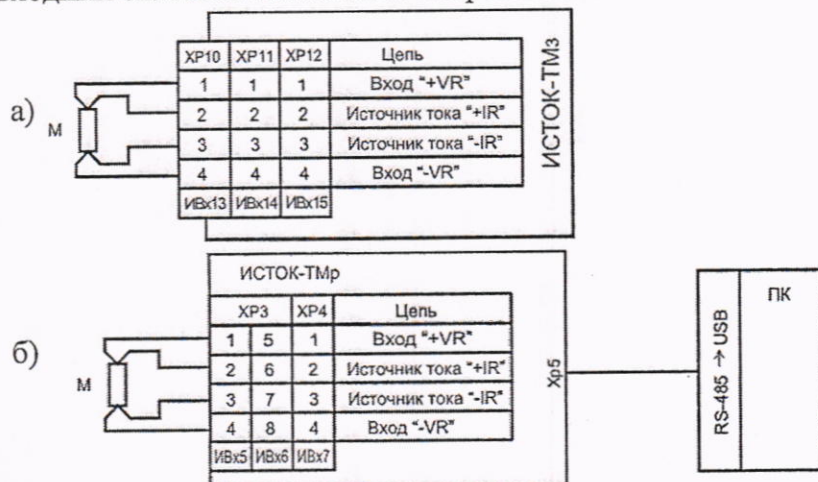 а)
М
XP10 XP11 XP12 Цепь
1 1 1 Вход "+VR"
2 2 2 Источник тока "+IR"
3 3 3 Источник тока "-IR"
4 4 4 Вход "-VR"
ИВх13 ИВх14 ИВх15
ИСТОК-ТМ3
б)
М
ИСТОК-ТМр
XP3 XP4 Цепь
1 5 1 Вход "+VR"
2 6 2 Источник тока "+IR"
3 7 3 Источник тока "-IR"
4 8 4 Вход "-VR"
ИВх5 ИВх6 ИВх7
Хр5
RS-485 → USB
ПК